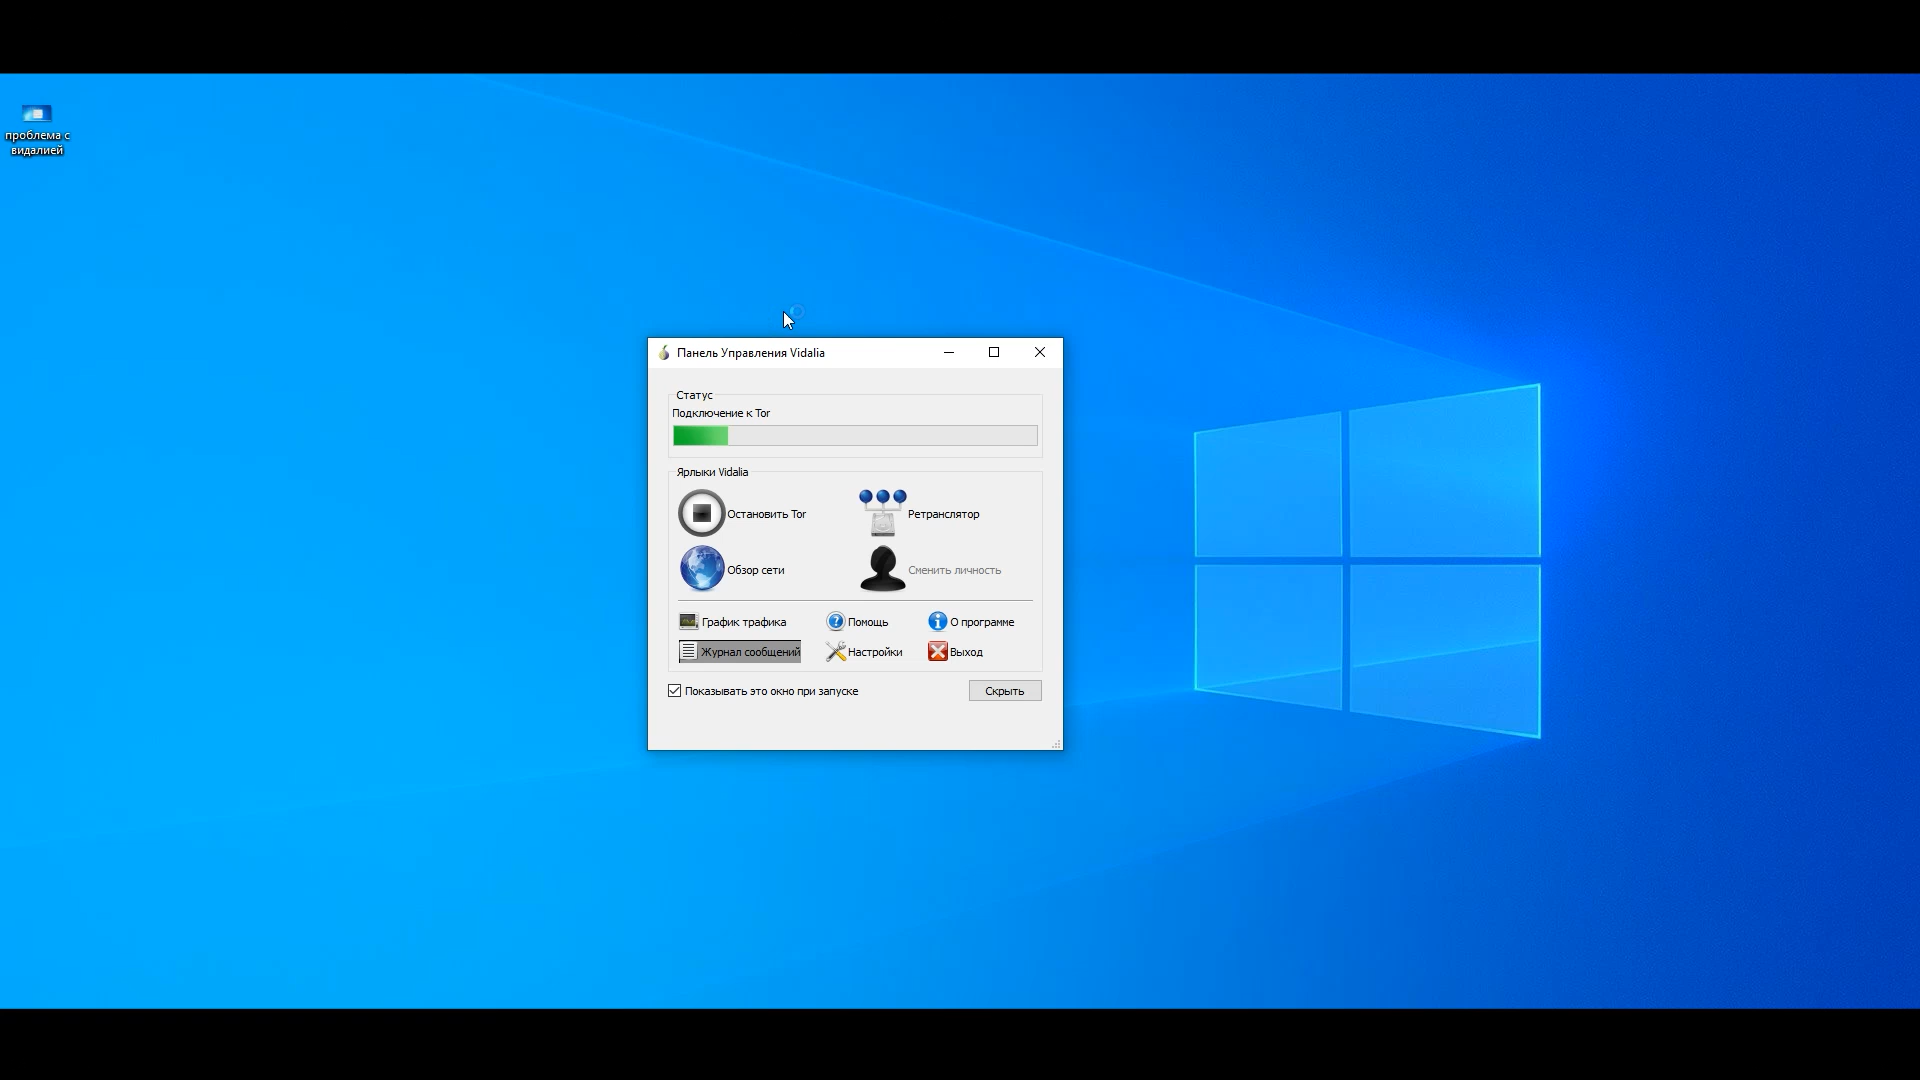 проблема с
видалией
Панель Управления Vidalia
Статус
Подключение к Tor
Ярлыки Vidalia
Остановить Tor
Ретранслятор
Обзор сети
Сменить личность
График трафика
Помощь
О программе
Журнал сообщений
Настройки
Выход
Показывать это окно при запуске
Скрыть